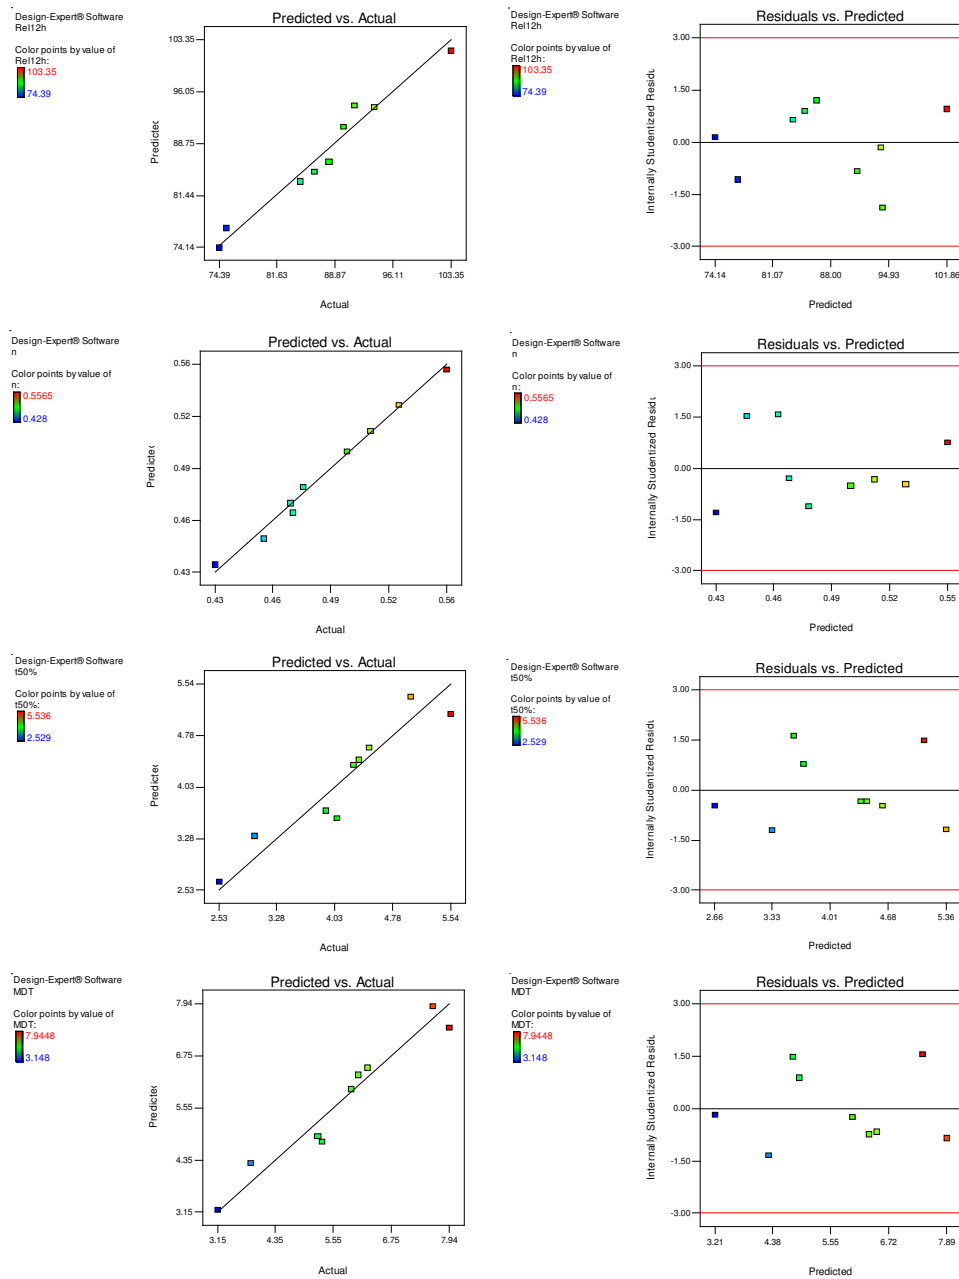 Design-Expert® Software
Rel12h
Color points by value of
Rel12h:
103.35
74.39
Predicted vs. Actual
103.35
96.05
88.75
81.44
74.14
74.39
81.63
88.87
96.11
103.35
Actual
Design-Expert® Software
Rel12h
Color points by value of
Rel12h:
103.35
74.39
Residuals vs. Predicted
Internally Studentized
3.00
1.50
0.00
-1.50
-3.00
74.14
81.07
88.00
94.93
101.86
Predicted
Design-Expert® Software
n
Color points by value of
n:
0.5565
0.428
Predicted vs. Actual
0.56
0.52
0.49
0.46
0.43
0.43
0.46
0.49
0.52
0.56
Actual
Design-Expert® Software
n
Color points by value of
n:
0.5565
0.428
Residuals vs. Predicted
Internally Studentized
3.00
1.50
0.00
-1.50
-3.00
0.43
0.46
0.49
0.52
0.55
Predicted
Design-Expert® Software
t50%
Color points by value of
t50%:
5.536
2.529
Predicted vs. Actual
5.54
4.78
4.03
3.28
2.53
2.53
3.28
4.03
4.78
5.54
Actual
Design-Expert® Software
t50%
Color points by value of
t50%:
5.536
2.529
Residuals vs. Predicted
Internally Studentized
3.00
1.50
0.00
-1.50
-3.00
2.66
3.33
4.01
4.68
5.36
Predicted
Design-Expert® Software
MDT
Color points by value of
MDT:
7.9448
3.148
Predicted vs. Actual
7.94
6.75
5.55
4.35
3.15
3.15
4.35
5.55
6.75
7.94
Actual
Design-Expert® Software
MDT
Color points by value of
MDT:
7.9448
3.148
Residuals vs. Predicted
Internally Studentized
3.00
1.50
0.00
-1.50
-3.00
3.21
4.38
5.55
6.72
7.89
Predicted